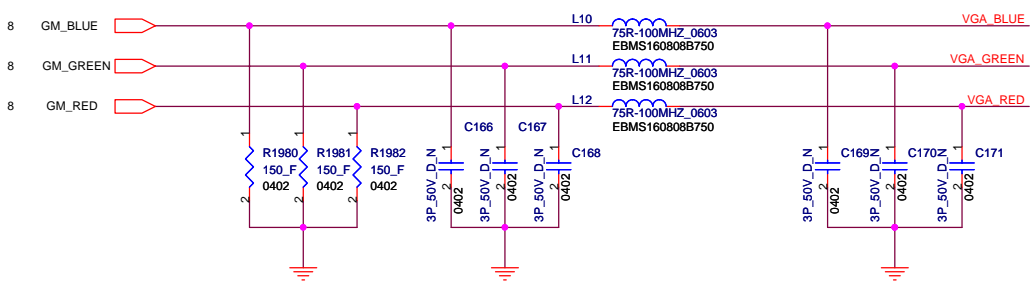 8 GM_BLUE L10 VGA_BLUE
75R-100MHZ_0603
EBMS160808B750
8 GM_GREEN L11 VGA_GREEN
75R-100MHZ_0603
EBMS160808B750
8 GM_RED L12 VGA_RED
75R-100MHZ_0603
EBMS160808B750
1 R1980 150_F 0402 2
1 R1981 150_F 0402 2
1 R1982 150_F 0402 2
C166 1 2 3P_50V_D_N 0402
C167 1 2 3P_50V_D_N 0402
C168 1 2 3P_50V_D_N 0402
C169 1 2 3P_50V_D_N 0402
C170 1 2 3P_50V_D_N 0402
C171 1 2 3P_50V_D_N 0402